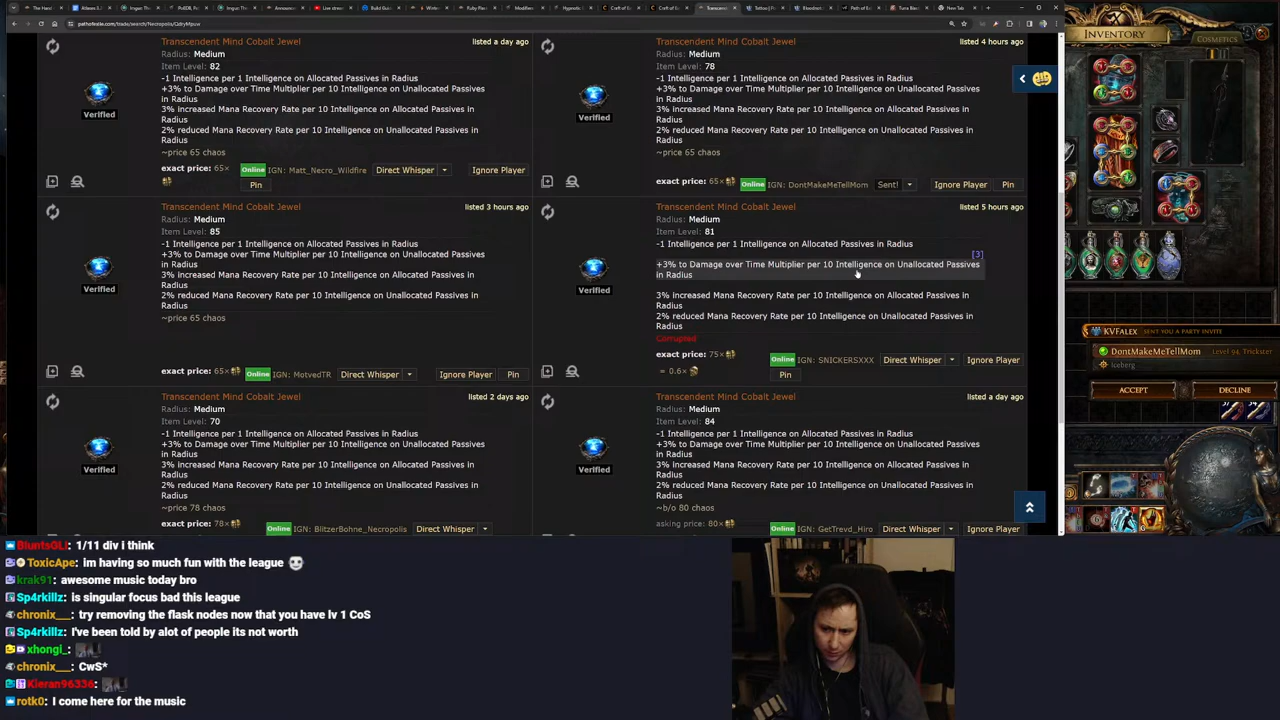 pathofexile.com/trade/search/Necropolis/
INVENTORY
COSMETICS
Transcendent Mind Cobalt Jewel
listed a day ago
Radius: Medium
Item Level: 82
-1 Intelligence per 1 Intelligence on Allocated Passives in Radius
+3% to Damage over Time Multiplier per 10 Intelligence on Unallocated Passives
in Radius
3% increased Mana Recovery Rate per 10 Intelligence on Allocated Passives in
Radius
2% reduced Mana Recovery Rate per 10 Intelligence on Unallocated Passives in
Radius
~price 65 chaos
Verified
exact price: 65×
Online IGN: Matt_Necro_Wildfire Direct Whisper Ignore Player
Pin
Transcendent Mind Cobalt Jewel
listed 4 hours ago
Radius: Medium
Item Level: 78
-1 Intelligence per 1 Intelligence on Allocated Passives in Radius
+3% to Damage over Time Multiplier per 10 Intelligence on Unallocated Passives
in Radius
3% increased Mana Recovery Rate per 10 Intelligence on Allocated Passives in
Radius
2% reduced Mana Recovery Rate per 10 Intelligence on Unallocated Passives in
Radius
~price 65 chaos
Verified
exact price: 65× Online IGN: DontMakeMeTellMom Sent! Ignore Player Pin
Transcendent Mind Cobalt Jewel
listed 3 hours ago
Radius: Medium
Item Level: 85
-1 Intelligence per 1 Intelligence on Allocated Passives in Radius
+3% to Damage over Time Multiplier per 10 Intelligence on Unallocated Passives
in Radius
3% increased Mana Recovery Rate per 10 Intelligence on Allocated Passives in
Radius
2% reduced Mana Recovery Rate per 10 Intelligence on Unallocated Passives in
Radius
~price 65 chaos
Verified
exact price: 65× Online IGN: MotvedTR Direct Whisper Ignore Player Pin
Transcendent Mind Cobalt Jewel
listed 5 hours ago
Radius: Medium
Item Level: 81
-1 Intelligence per 1 Intelligence on Allocated Passives in Radius
[3]
+3% to Damage over Time Multiplier per 10 Intelligence on Unallocated Passives
in Radius
3% increased Mana Recovery Rate per 10 Intelligence on Allocated Passives in
Radius
2% reduced Mana Recovery Rate per 10 Intelligence on Unallocated Passives in
Radius
Corrupted
Verified
exact price: 75×
= 0.6×
Online IGN: SNICKERSXXX Direct Whisper Ignore Player
Pin
Transcendent Mind Cobalt Jewel
listed 2 days ago
Radius: Medium
Item Level: 70
-1 Intelligence per 1 Intelligence on Allocated Passives in Radius
+3% to Damage over Time Multiplier per 10 Intelligence on Unallocated Passives
in Radius
3% increased Mana Recovery Rate per 10 Intelligence on Allocated Passives in
Radius
2% reduced Mana Recovery Rate per 10 Intelligence on Unallocated Passives in
Radius
~price 78 chaos
Verified
exact price: 78× Online IGN: BlitzerBohne_Necropolis Direct Whisper
Transcendent Mind Cobalt Jewel
listed a day ago
Radius: Medium
Item Level: 84
-1 Intelligence per 1 Intelligence on Allocated Passives in Radius
+3% to Damage over Time Multiplier per 10 Intelligence on Unallocated Passives
in Radius
3% increased Mana Recovery Rate per 10 Intelligence on Allocated Passives in
Radius
2% reduced Mana Recovery Rate per 10 Intelligence on Unallocated Passives in
Radius
~b/o 80 chaos
Verified
asking price: 80× Online IGN: GetTrevd_Hiro Direct Whisper Ignore Player
KVFALEX SENT YOU A PARTY INVITE
DontMakeMeTellMom Level 94, Trickster
Iceberg
ACCEPT DECLINE
BluntsGLI: 1/11 div i think
ToxicApe: im having so much fun with the league
krak91: awesome music today bro
Sp4rkillz: is singular focus bad this league
chronix__: try removing the flask nodes now that you have lv 1 CoS
Sp4rkillz: I've been told by alot of people its not worth
xhongi_:
chronix__: CwS*
Kieran96336:
rotk0: I come here for the music